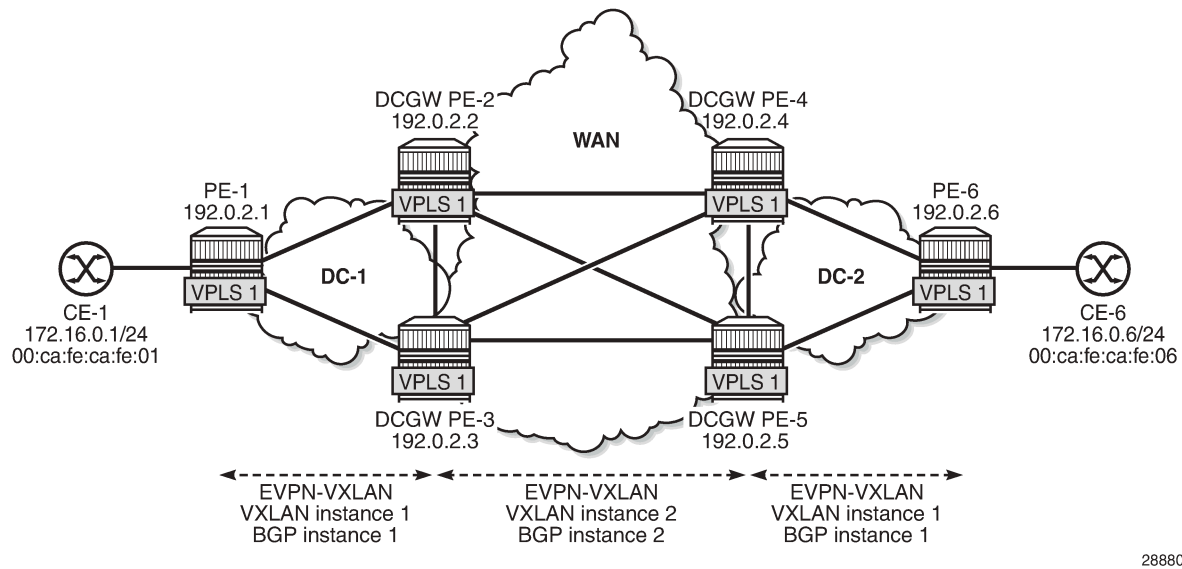 DCGW PE-2
192.0.2.2
DCGW PE-4
192.0.2.4
WAN
PE-1
192.0.2.1
VPLS 1
VPLS 1
PE-6
192.0.2.6
DC-1
DC-2
VPLS 1
VPLS 1
CE-1
172.16.0.1/24
00:ca:fe:ca:fe:01
CE-6
172.16.0.6/24
00:ca:fe:ca:fe:06
VPLS 1
VPLS 1
DCGW PE-3
192.0.2.3
DCGW PE-5
192.0.2.5
EVPN-VXLAN
VXLAN instance 1
BGP instance 1
EVPN-VXLAN
VXLAN instance 2
BGP instance 2
EVPN-VXLAN
VXLAN instance 1
BGP instance 1
28880